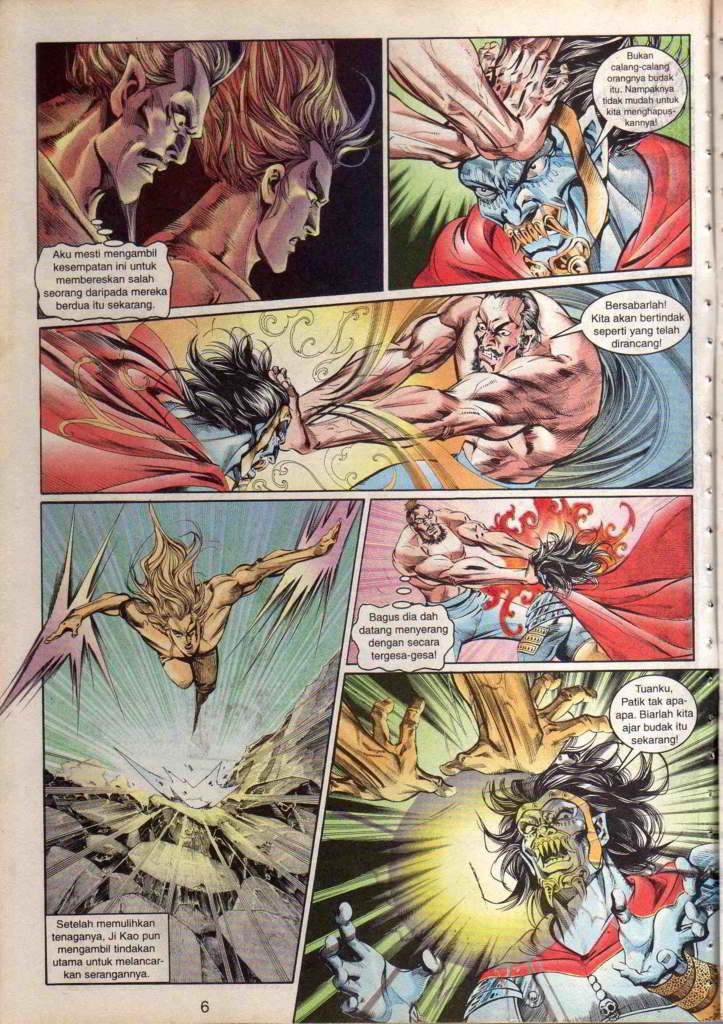 Aku mesti mengambil
kesempatan ini untuk
membereskan salah
seorang daripada mereka
berdua itu sekarang.
Bukan
calang-calang
orangnya budak
itu. Nampaknya
tidak mudah untuk
kita menghapus-
kannya!
Bersabarlah!
Kita akan bertindak
seperti yang telah
dirancang!
Bagus dia dah
datang menyerang
dengan secara
tergesa-gesa!
Setelah memulihkan
tenaganya, Ji Kao pun
mengambil tindakan
utama untuk melancar-
kan serangannya.
Tuanku,
Patik tak apa-
apa. Biarlah kita
ajar budak itu
sekarang!
6